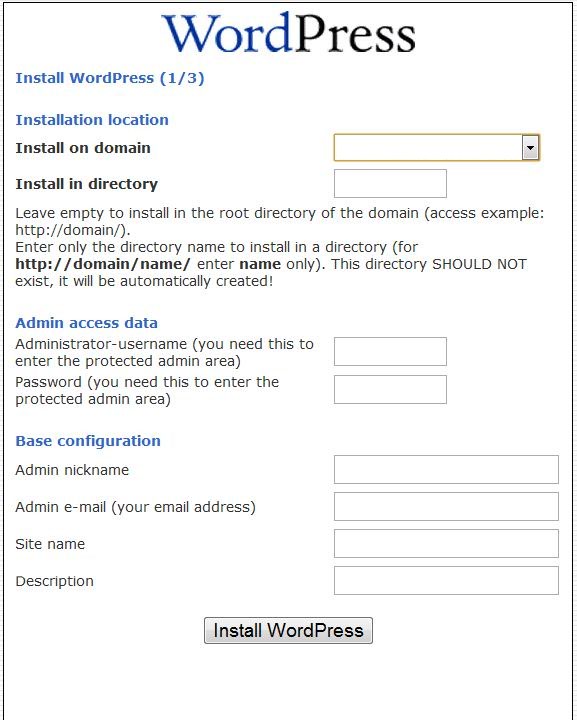 WordPress
Install WordPress (1/3)
Installation location
Install on domain
Install in directory
Leave empty to install in the root directory of the domain (access example:
http://domain/).
Enter only the directory name to install in a directory (for
http://domain/name/ enter name only). This directory SHOULD NOT
exist, it will be automatically created!
Admin access data
Administrator-username (you need this to
enter the protected admin area)
Password (you need this to enter the
protected admin area)
Base configuration
Admin nickname
Admin e-mail (your email address)
Site name
Description
Install WordPress